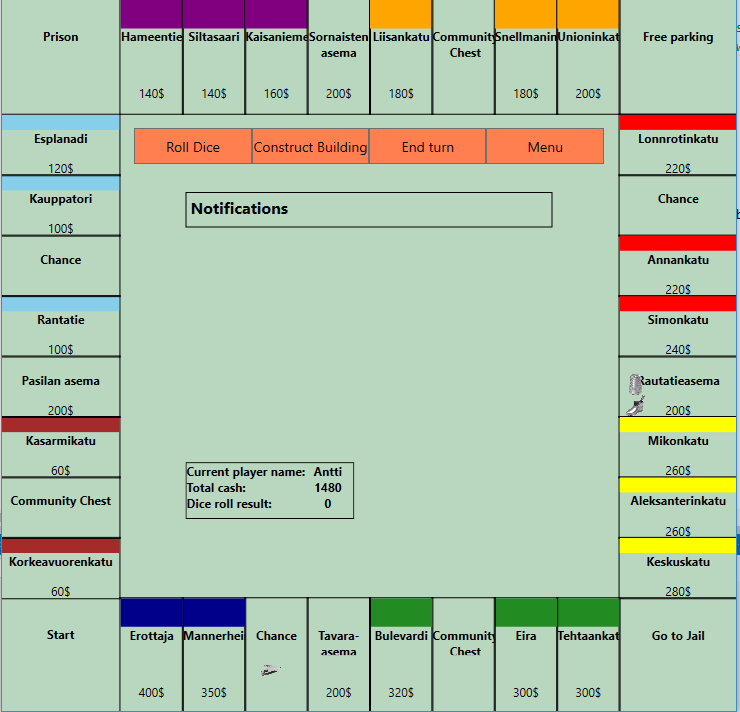 Prison
Hameentie
140$
Siltasaari
140$
Kaisanieme
160$
Sornaisten
asema
200$
Liisankatu
180$
Community
Chest
Snellmanin
180$
Unioninkat
200$
Free parking
Esplanadi
120$
Kauppatori
100$
Chance
Rantatie
100$
Pasilan asema
200$
Kasarmikatu
60$
Community Chest
Korkeavuorenkatu
60$
Roll Dice
Construct Building
End turn
Menu
Notifications
Current player name: Antti
Total cash: 1480
Dice roll result: 0
Lonnrotinkatu
220$
Chance
Annankatu
220$
Simonkatu
240$
Rautatieasema
200$
Mikonkatu
260$
Aleksanterinkatu
260$
Keskuskatu
280$
Start
Erottaja
400$
Mannerhei
350$
Chance
Tavara-
asema
200$
Bulevardi
320$
Community
Chest
Eira
300$
Tehtaankat
300$
Go to Jail